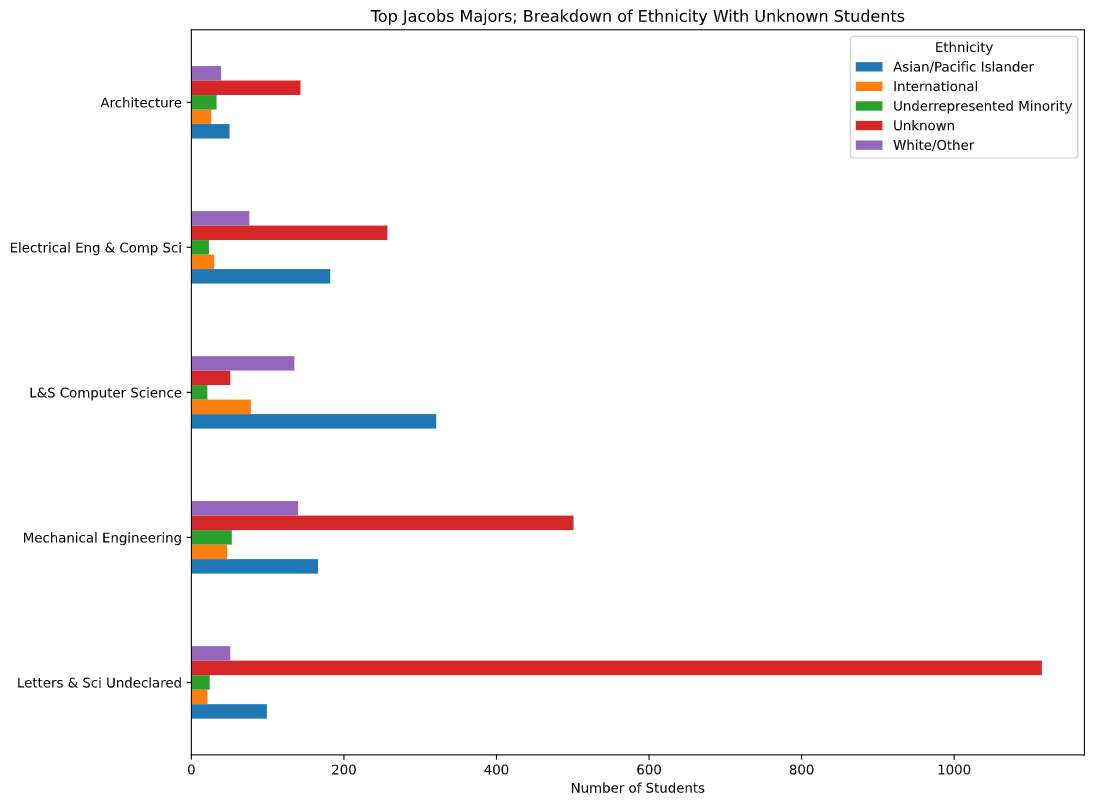 Top Jacobs Majors; Breakdown of Ethnicity With Unknown Students
Ethnicity
Asian/Pacific Islander
International
Underrepresented Minority
Unknown
White/Other
Architecture
Electrical Eng & Comp Sci
L&S Computer Science
Mechanical Engineering
Letters & Sci Undeclared
0 200 400 600 800 1000
Number of Students